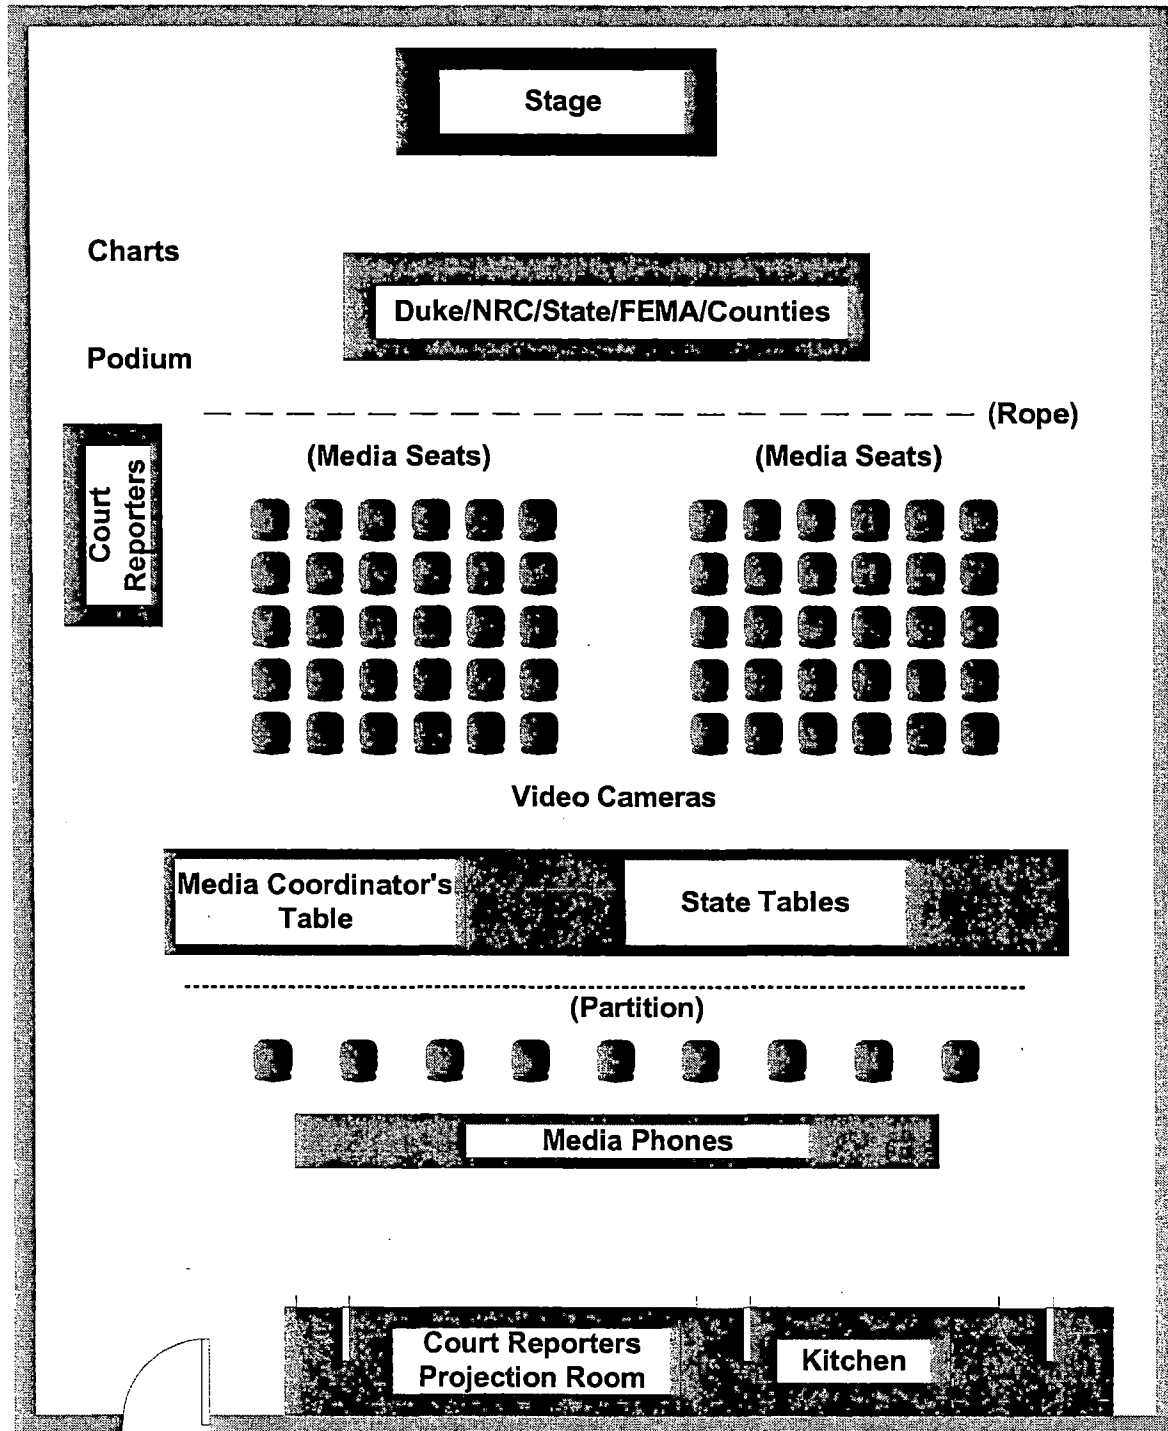 Stage
Charts
Duke/NRC/State/FEMA/Counties
Podium
(Rope)
(Media Seats)
(Media Seats)
Court
Reporters
Video Cameras
Media Coordinator's
Table
State Tables
(Partition)
Media Phones
Court Reporters
Projection Room
Kitchen